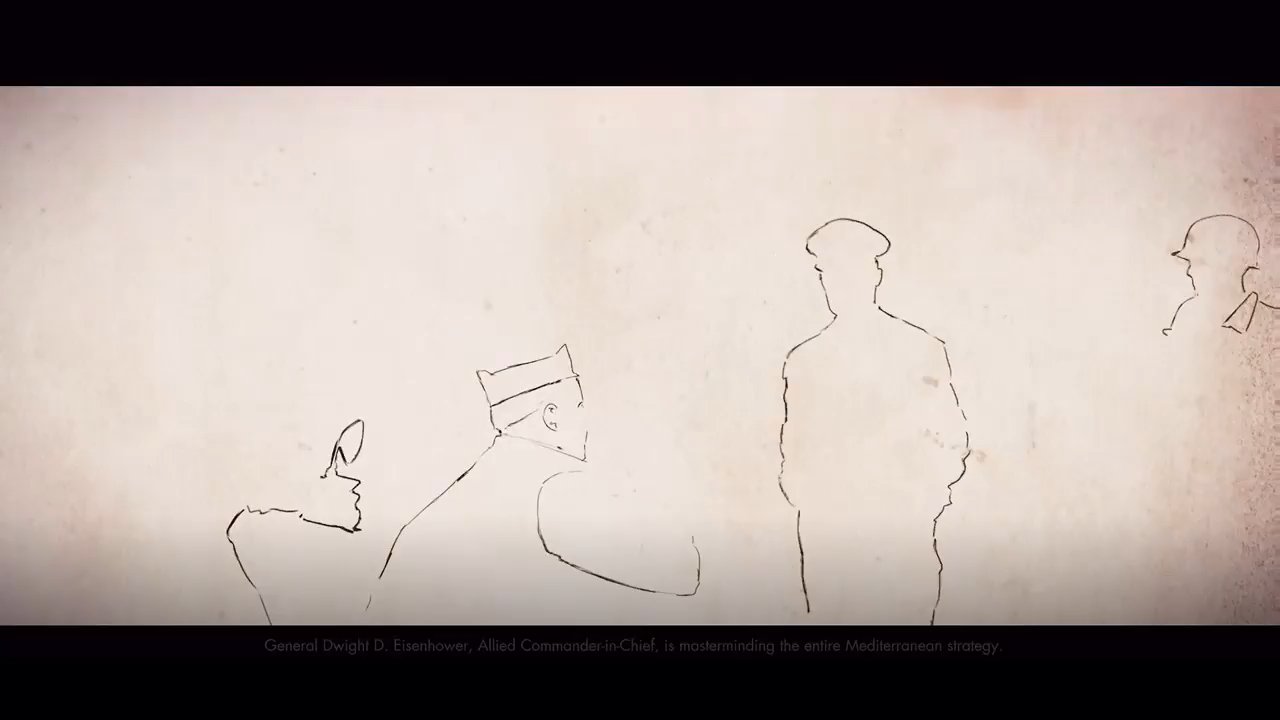 General Dwight D. Eisenhower, Allied Commander-in-Chief, is masterminding the entire Mediterranean strategy.